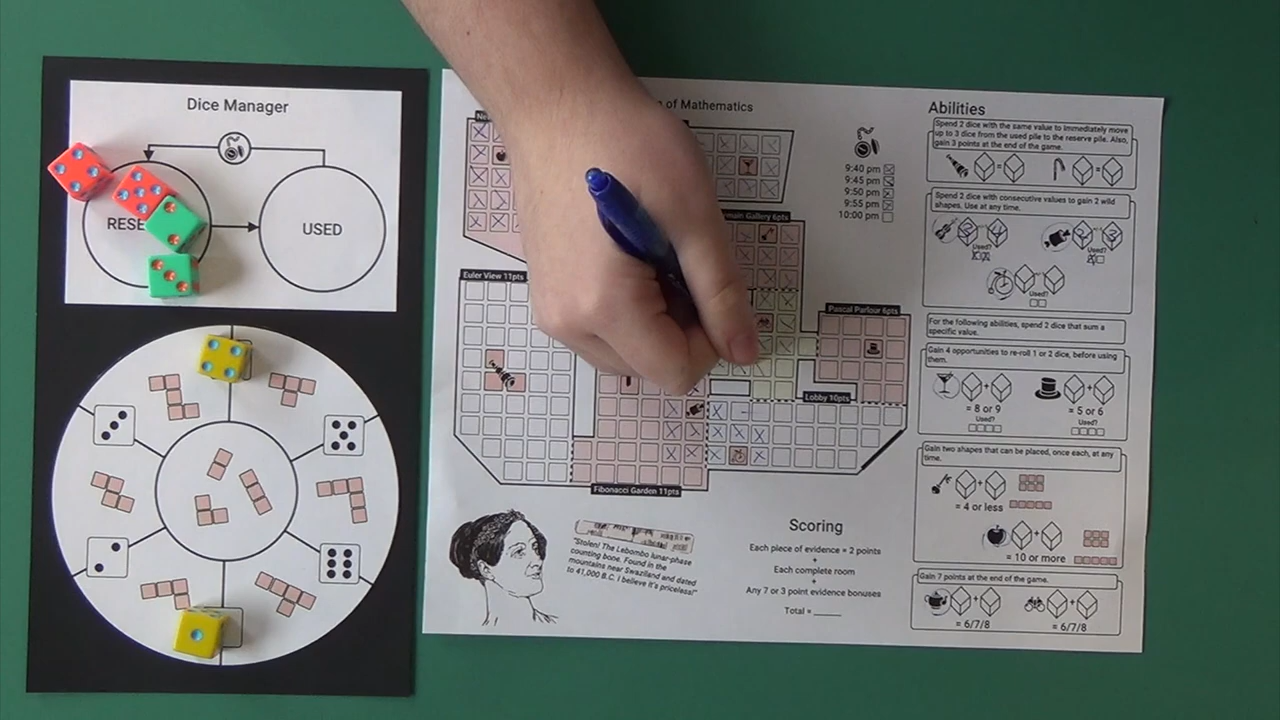 Dice Manager
RESE
USED
of Mathematics
Ne
9:40 pm
9:45 pm
9:50 pm
9:55 pm
10:00 pm
main Gallery 6pts
Euler View 11pts
Pascal Parlour 6pts
Lobby 10pts
Fibonacci Garden 11pts
"Stolen! The Lebombo lunar-phase
counting bone. Found in the
mountains near Swaziland and dated
to 41,000 B.C. I believe it's priceless!"
Scoring
Each piece of evidence = 2 points
+
Each complete room
+
Any 7 or 3 point evidence bonuses
Total = ______
Abilities
Spend 2 dice with the same value to immediately move
up to 3 dice from the used pile to the reserve pile. Also,
gain 3 points at the end of the game.
= =
Spend 2 dice with consecutive values to gain 2 wild
shapes. Use at any time.
Used? Used?
Used?
For the following abilities, spend 2 dice that sum a
specific value.
Gain 4 opportunities to re-roll 1 or 2 dice, before using
them.
+ +
= 8 or 9 = 5 or 6
Used? Used?
Gain two shapes that can be placed, once each, at any
time.
+
= 4 or less
+
= 10 or more
Gain 7 points at the end of the game.
+ +
= 6/7/8 = 6/7/8